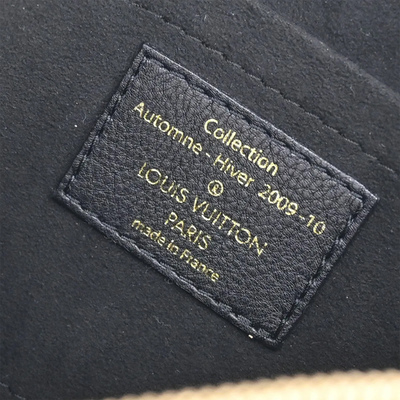 Collection
Automne - Hiver 2009-10
®
LOUIS VUITTON
PARIS
made in France